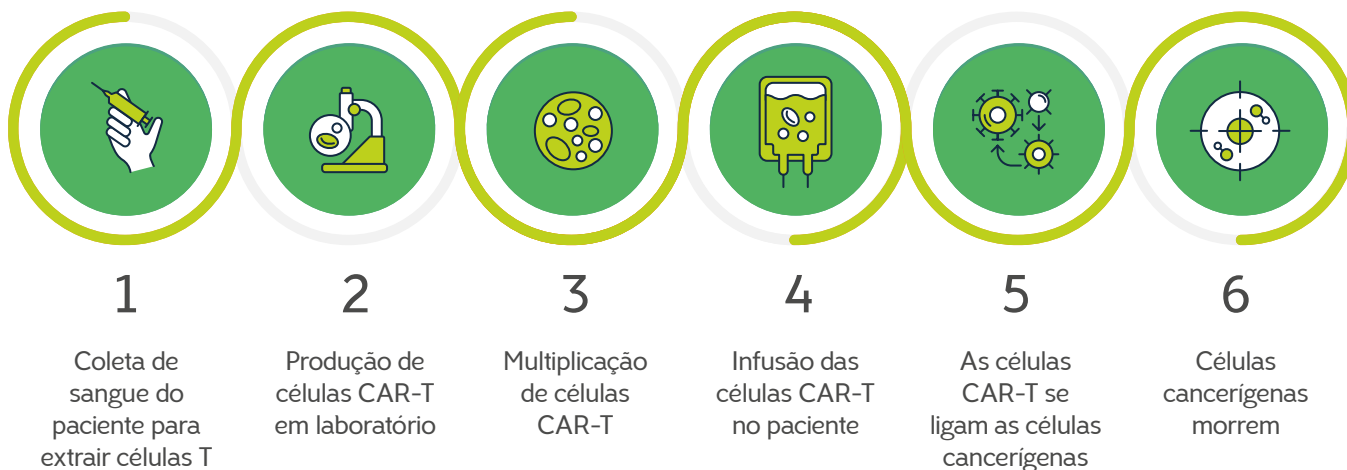 1
Coleta de
sangue do
paciente para
extrair células T
2
Produção de
células CAR-T
em laboratório
3
Multiplicação
de células
CAR-T
4
Infusão das
células CAR-T
no paciente
5
As células
CAR-T se
ligam as células
cancerígenas
6
Células
cancerígenas
morrem